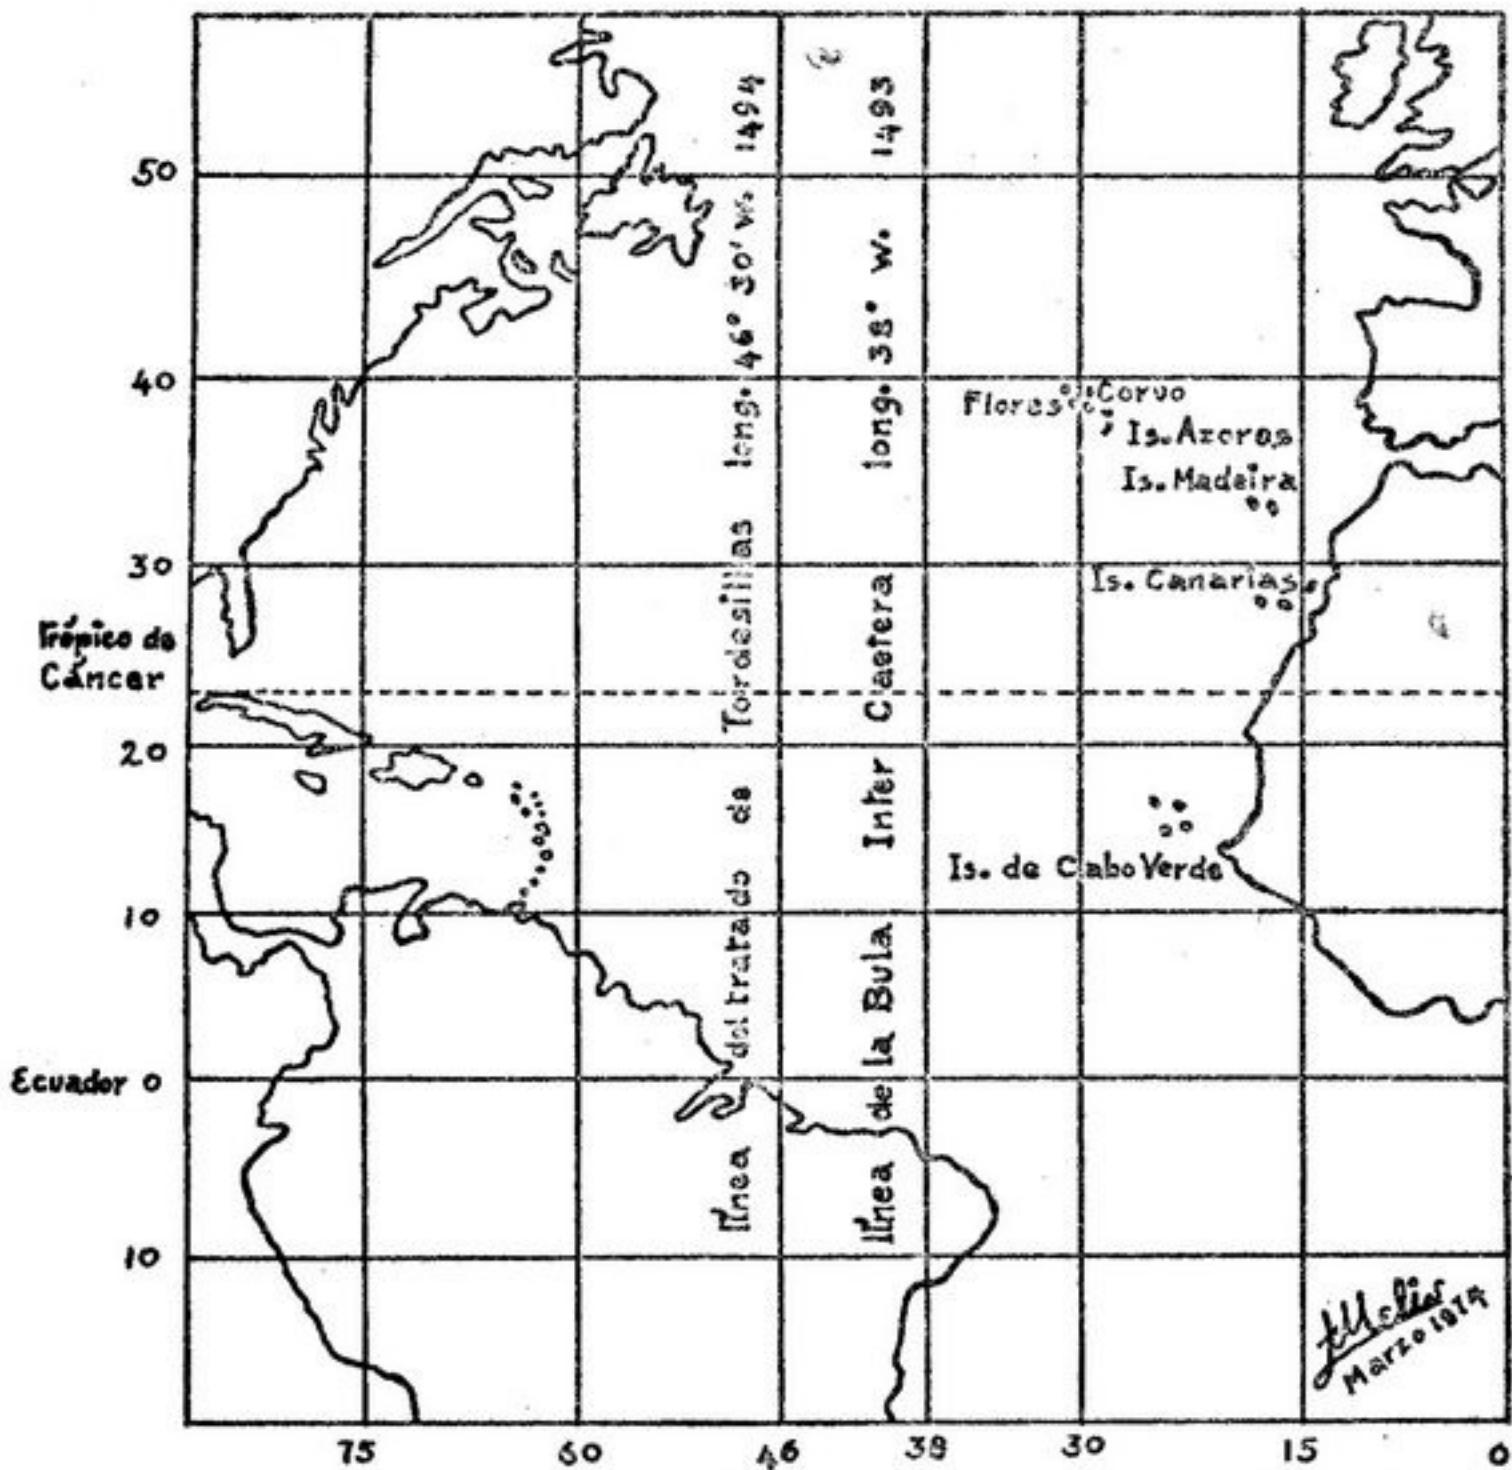 línea del tratado de Tordesillas long. 46° 30' w. 1494
línea de la Bula Inter Caetera long. 38° w. 1493
50
40
Flores
Corvo
Is. Azores
Is. Madeira
30
Is. Canarias
Trópico de
Cáncer
20
Is. de Cabo Verde
10
Ecuador 0
10
Marzo 1974
75
60
46
38
30
15
0